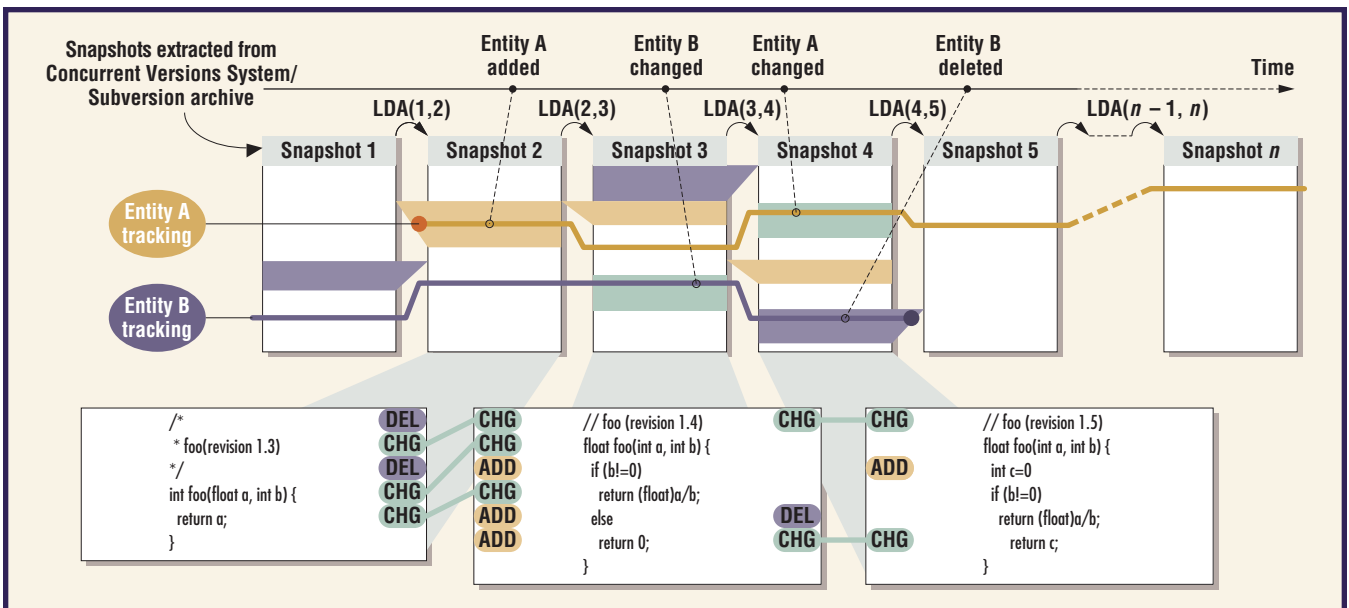 Snapshots extracted from
Concurrent Versions System/
Subversion archive
Entity A
added
Entity B
changed
Entity A
changed
Entity B
deleted
Time
LDA(1,2)
LDA(2,3)
LDA(3,4)
LDA(4,5)
LDA(n – 1, n)
Snapshot 1
Snapshot 2
Snapshot 3
Snapshot 4
Snapshot 5
Snapshot n
Entity A
tracking
Entity B
tracking
/*
* foo(revision 1.3)
*/
int foo(float a, int b) {
return a;
}
DEL
CHG
DEL
CHG
CHG
CHG
CHG
ADD
CHG
ADD
ADD
// foo (revision 1.4)
float foo(int a, int b) {
if (b!=0)
return (float)a/b;
else
return 0;
}
CHG
DEL
CHG
CHG
ADD
CHG
// foo (revision 1.5)
float foo(int a, int b) {
int c=0
if (b!=0)
return (float)a/b;
return c;
}